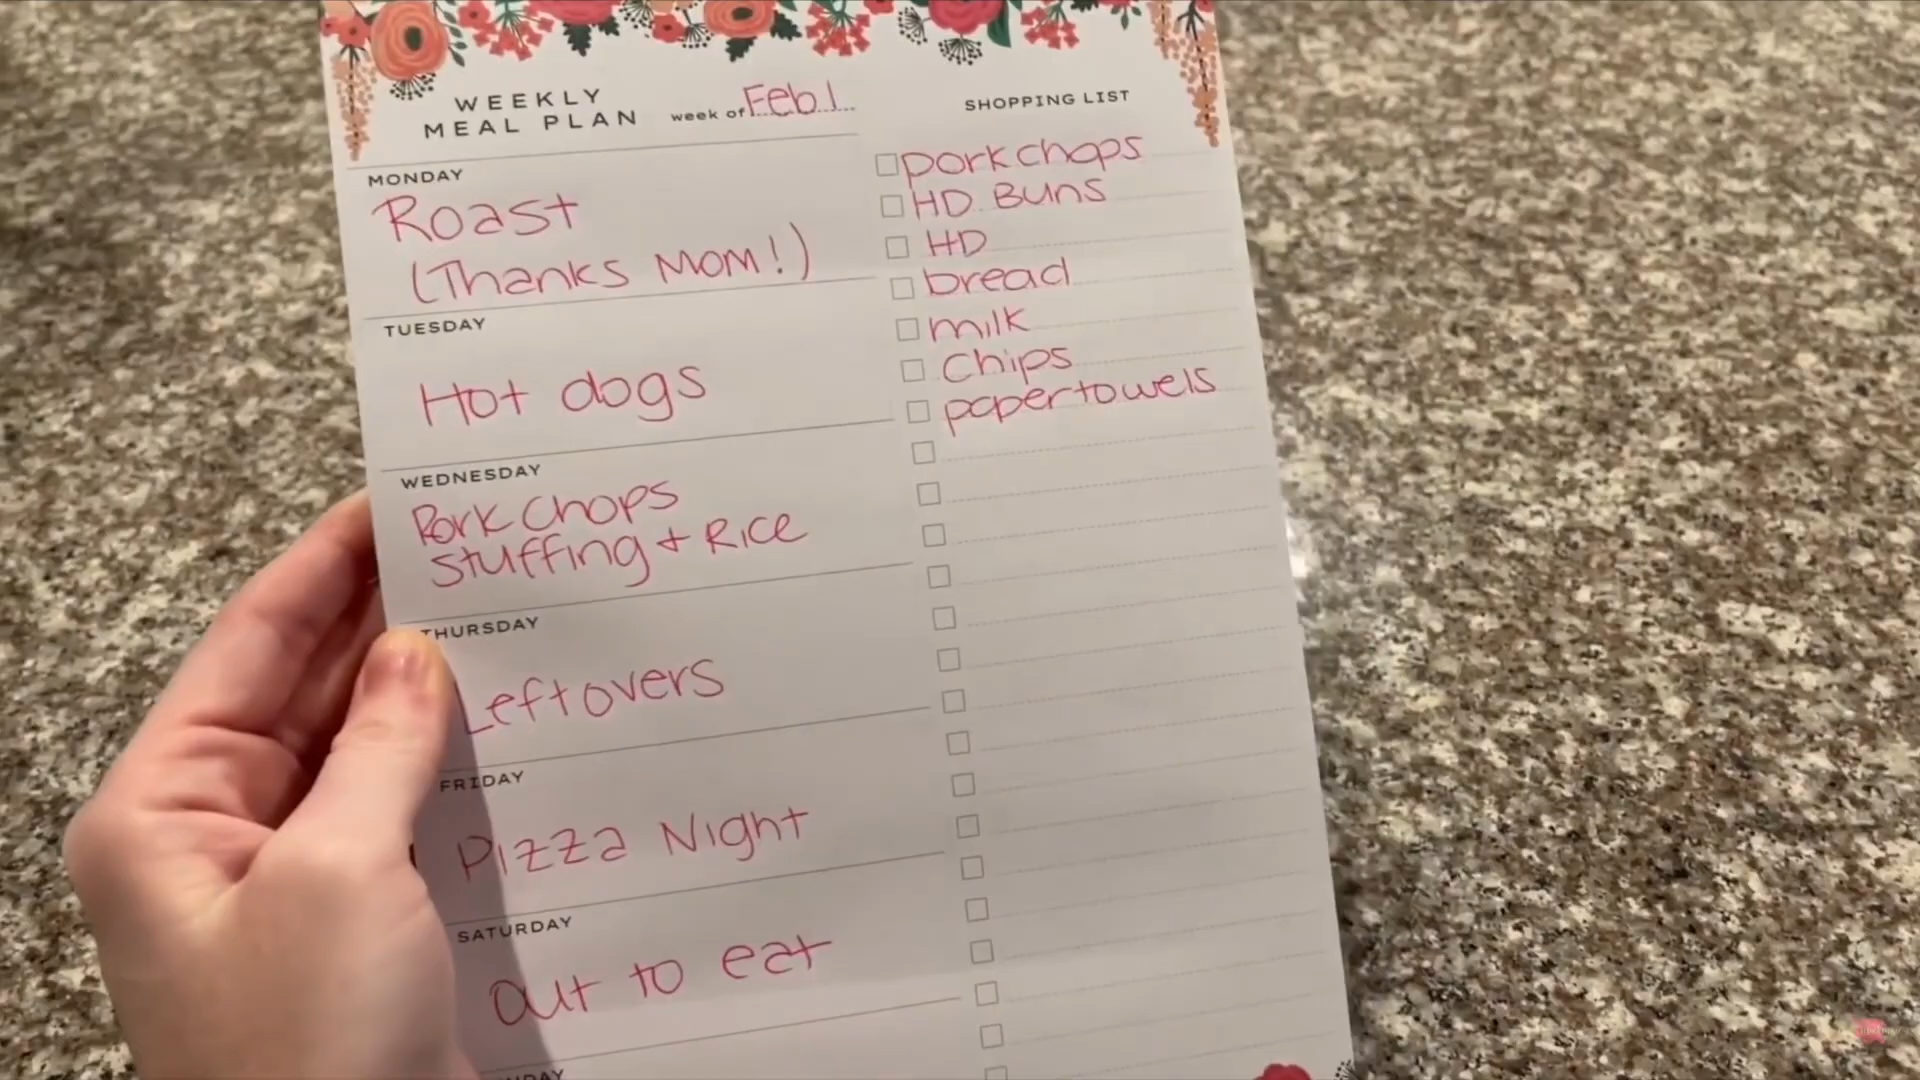 WEEKLY
MEAL PLAN
week of Feb 1
MONDAY
Roast
(Thanks Mom!)
TUESDAY
Hot dogs
WEDNESDAY
Pork Chops
stuffing + Rice
THURSDAY
Leftovers
FRIDAY
Pizza Night
SATURDAY
Out to eat
SHOPPING LIST
pork chops
HD Buns
HD
bread
milk
Chips
paper towels